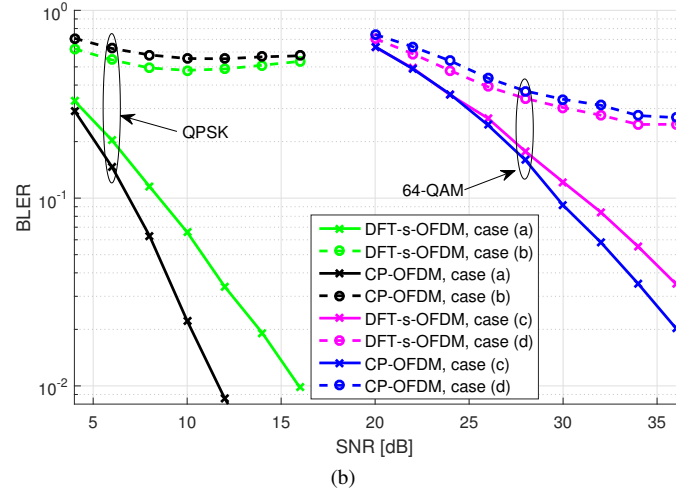 10^0
QPSK
BLER
10^-1
64-QAM
DFT-s-OFDM, case (a)
DFT-s-OFDM, case (b)
CP-OFDM, case (a)
CP-OFDM, case (b)
DFT-s-OFDM, case (c)
DFT-s-OFDM, case (d)
CP-OFDM, case (c)
CP-OFDM, case (d)
10^-2
5 10 15 20 25 30 35
SNR [dB]
(b)